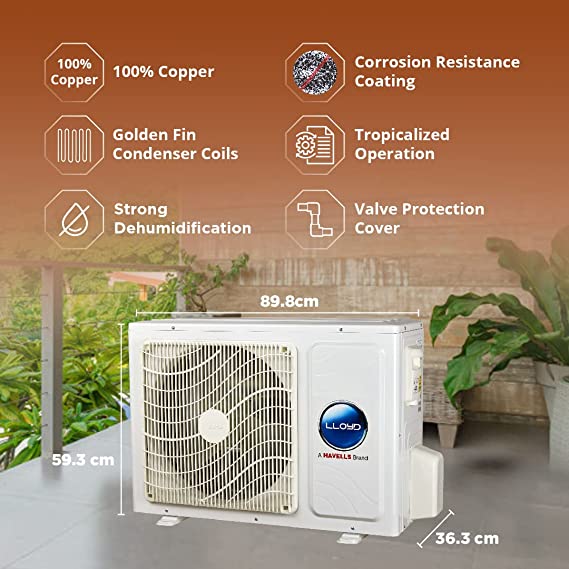 100%
Copper
100% Copper
Corrosion Resistance
Coating
Golden Fin
Condenser Coils
Tropicalized
Operation
Strong
Dehumidification
Valve Protection
Cover
89.8cm
59.3 cm
LLOYD
A HAVELLS Brand
36.3 cm